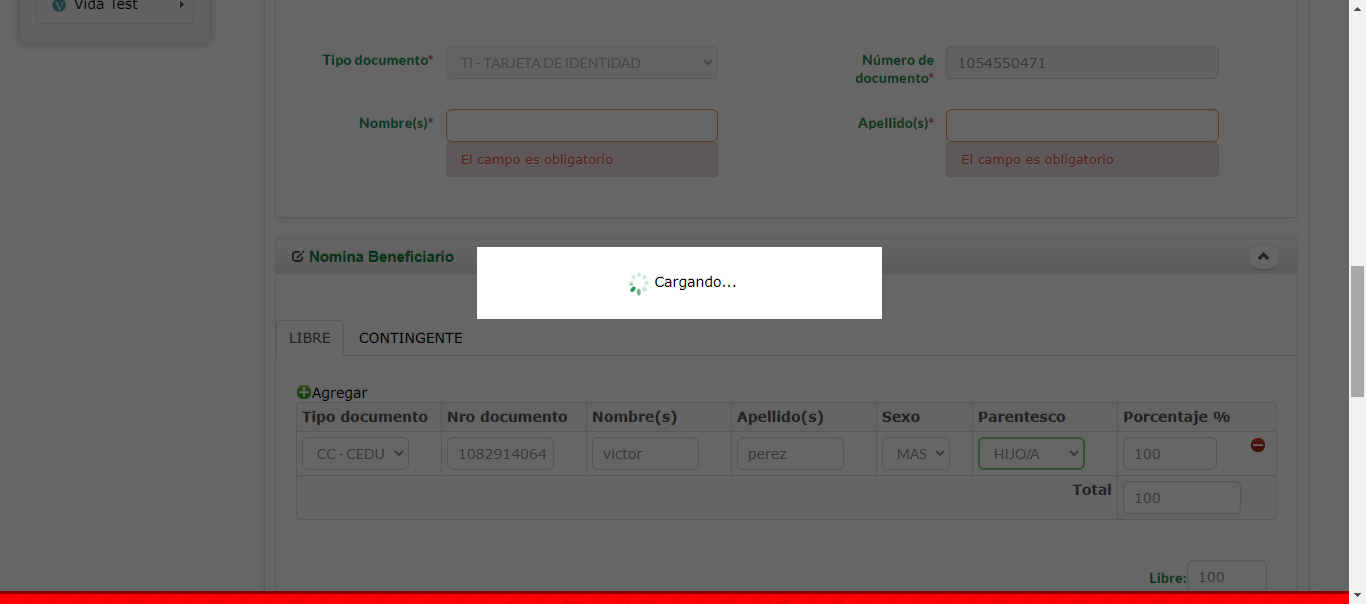 Vida Test
Tipo documento* TI - TARJETA DE IDENTIDAD Número de documento* 1054550471
Nombre(s)* Apellido(s)*
El campo es obligatorio El campo es obligatorio
Nomina Beneficiario
Cargando...
LIBRE CONTINGENTE
Agregar
Tipo documento Nro documento Nombre(s) Apellido(s) Sexo Parentesco Porcentaje %
CC - CEDU 1082914064 victor perez MAS HIJO/A 100
Total 100
Libre: 100